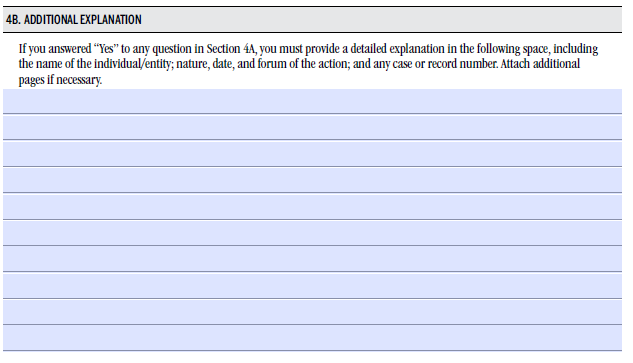 4B. ADDITIONAL EXPLANATION
If you answered “Yes” to any question in Section 4A, you must provide a detailed explanation in the following space, including
the name of the individual/entity; nature, date, and forum of the action; and any case or record number. Attach additional
pages if necessary.